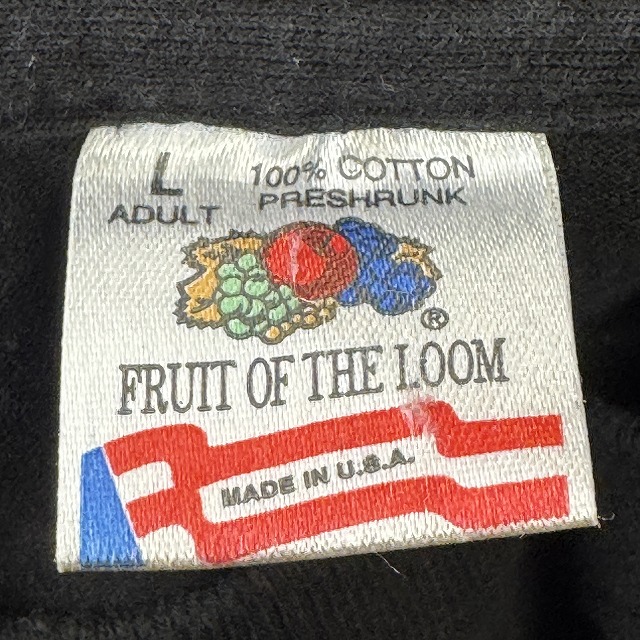 L
ADULT
100% COTTON
PRESHRUNK
®
FRUIT OF THE LOOM
MADE IN U.S.A.